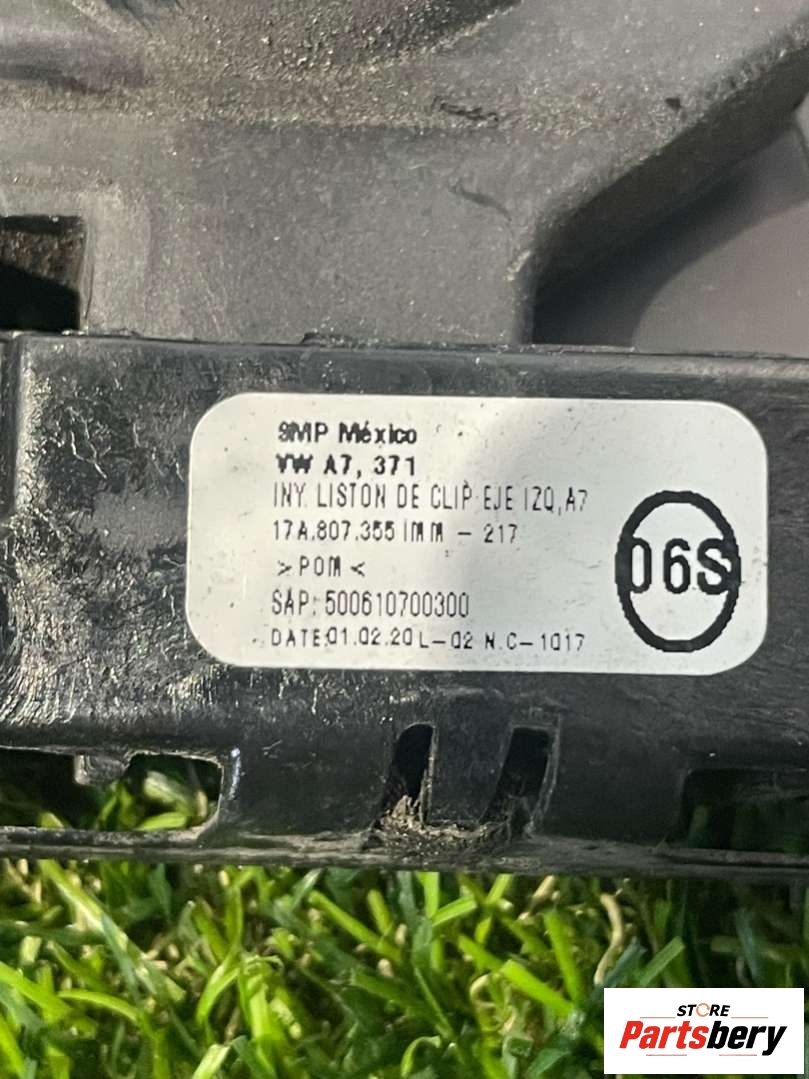 SMP México
VW A7, 371
INY. LISTON DE CLIP EJE IZQ, A7
17A.807.355 IMM - 217
>POM<
SAP: 500610700300
DATE:01.02.20 L-02 N.C-1017
06S
STORE
Partsbery